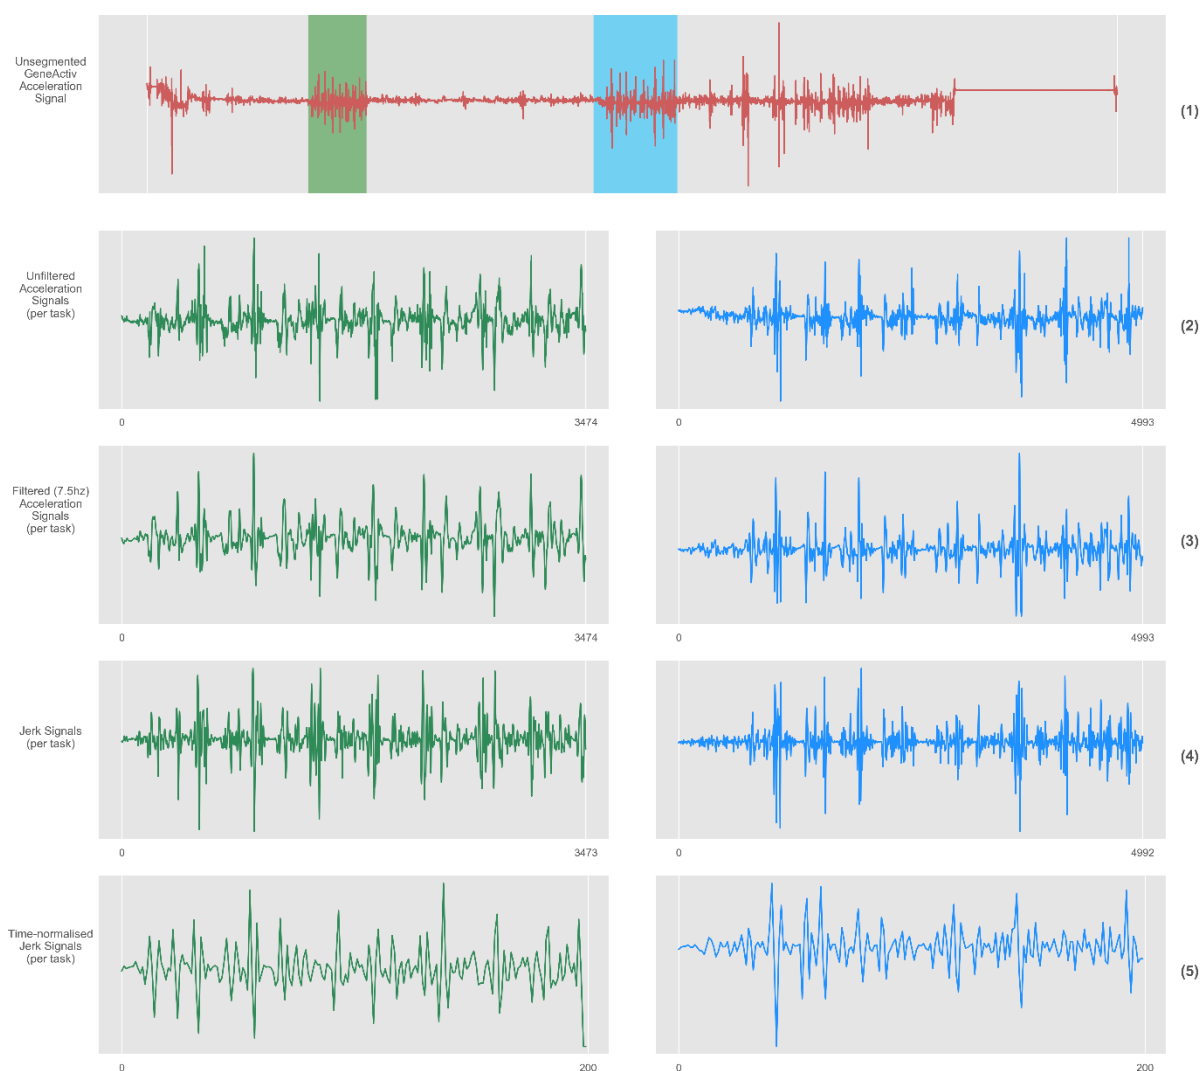 Unsegmented
GeneActiv
Acceleration
Signal
(1)
Unfiltered
Acceleration
Signals
(per task)
(2)
0
3474
0
4993
Filtered (7.5hz)
Acceleration
Signals
(per task)
(3)
0
3474
0
4993
Jerk Signals
(per task)
(4)
0
3473
0
4992
Time-normalised
Jerk Signals
(per task)
(5)
0
200
0
200